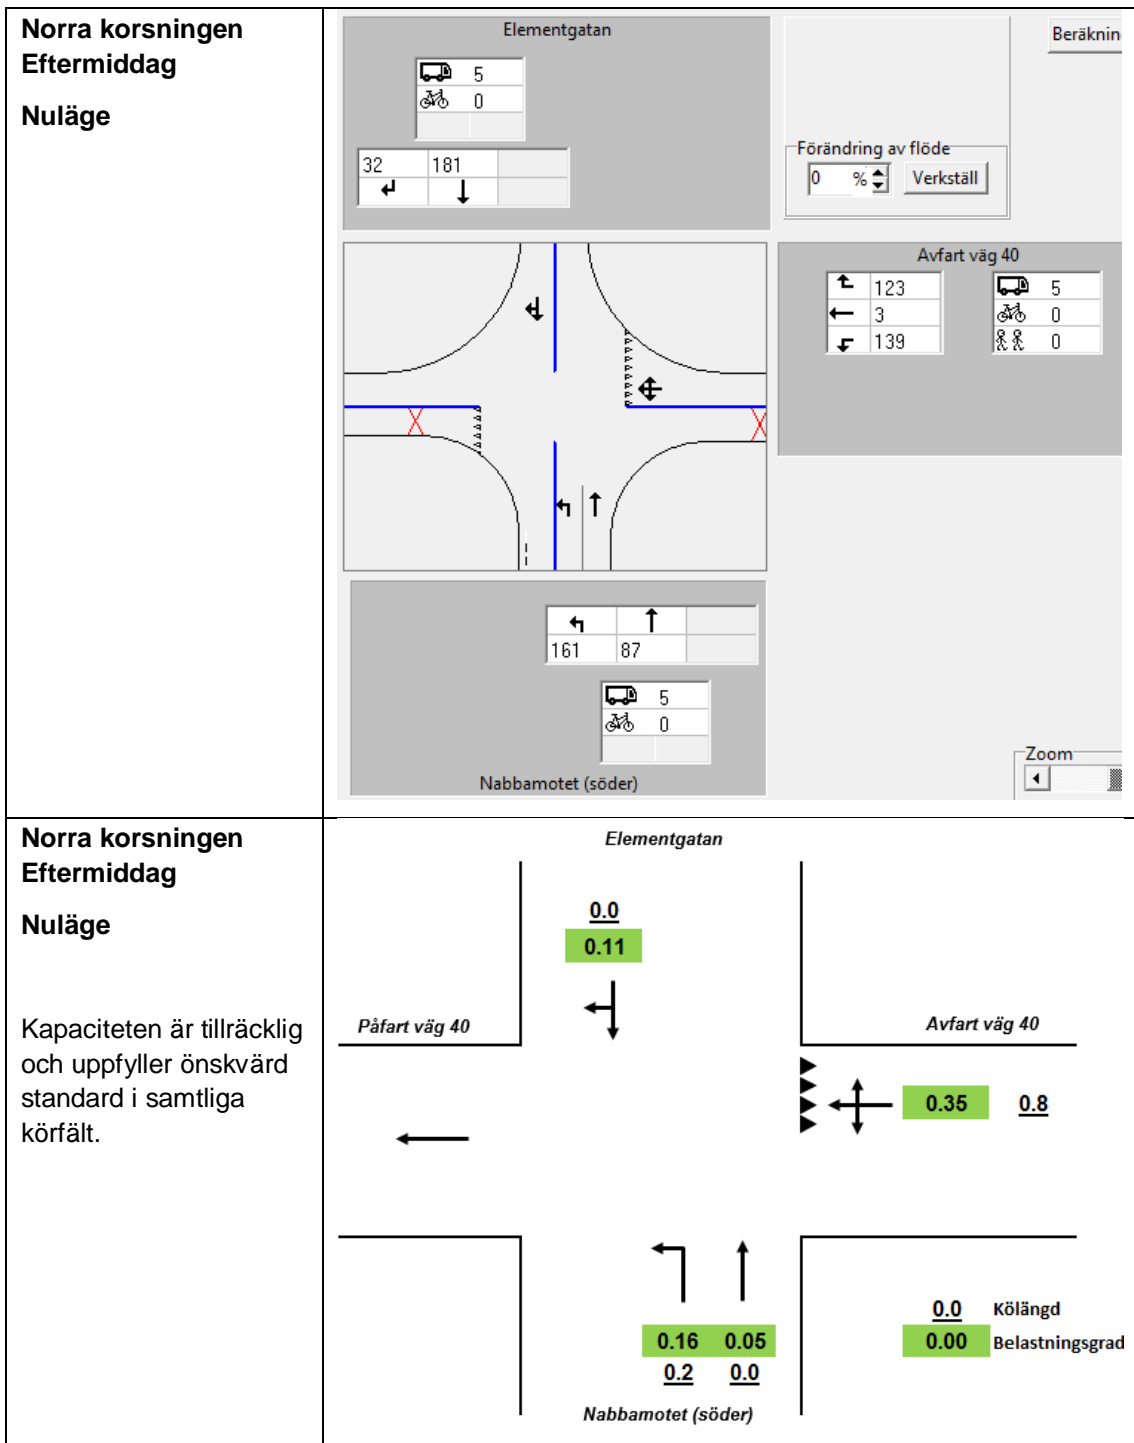 Norra korsningen
Eftermiddag
Nuläge
Elementgatan
5
0
32 181
Beräknin
Förändring av flöde
0 % Verkställ
Avfart väg 40
123
3
139
5
0
0
161 87
5
0
Nabbamotet (söder)
Zoom
Norra korsningen
Eftermiddag
Nuläge
Kapaciteten är tillräcklig
och uppfyller önskvärd
standard i samtliga
körfält.
Elementgatan
0.0
0.11
Påfart väg 40
Avfart väg 40
0.35 0.8
0.16 0.05
0.2 0.0
Nabbamotet (söder)
0.0 Kölängd
0.00 Belastningsgrad